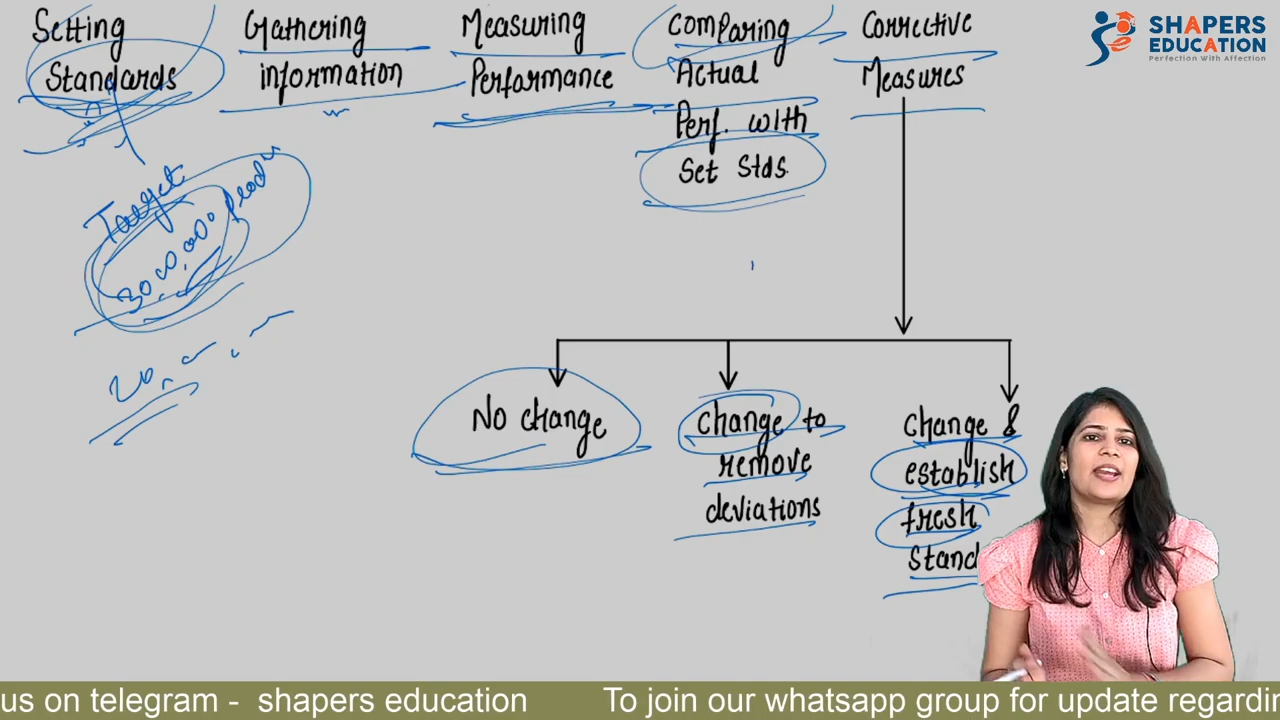 Setting
Standards
Gathering
information
Measuring
Performance
Comparing
Actual
Perf. with
Set Stds.
Corrective
Measures
SHAPERS
EDUCATION
Perfection With Affection
Target
No change
change to
remove
deviations
change &
establish
fresh
Stand
us on telegram - shapers education To join our whatsapp group for update regardin